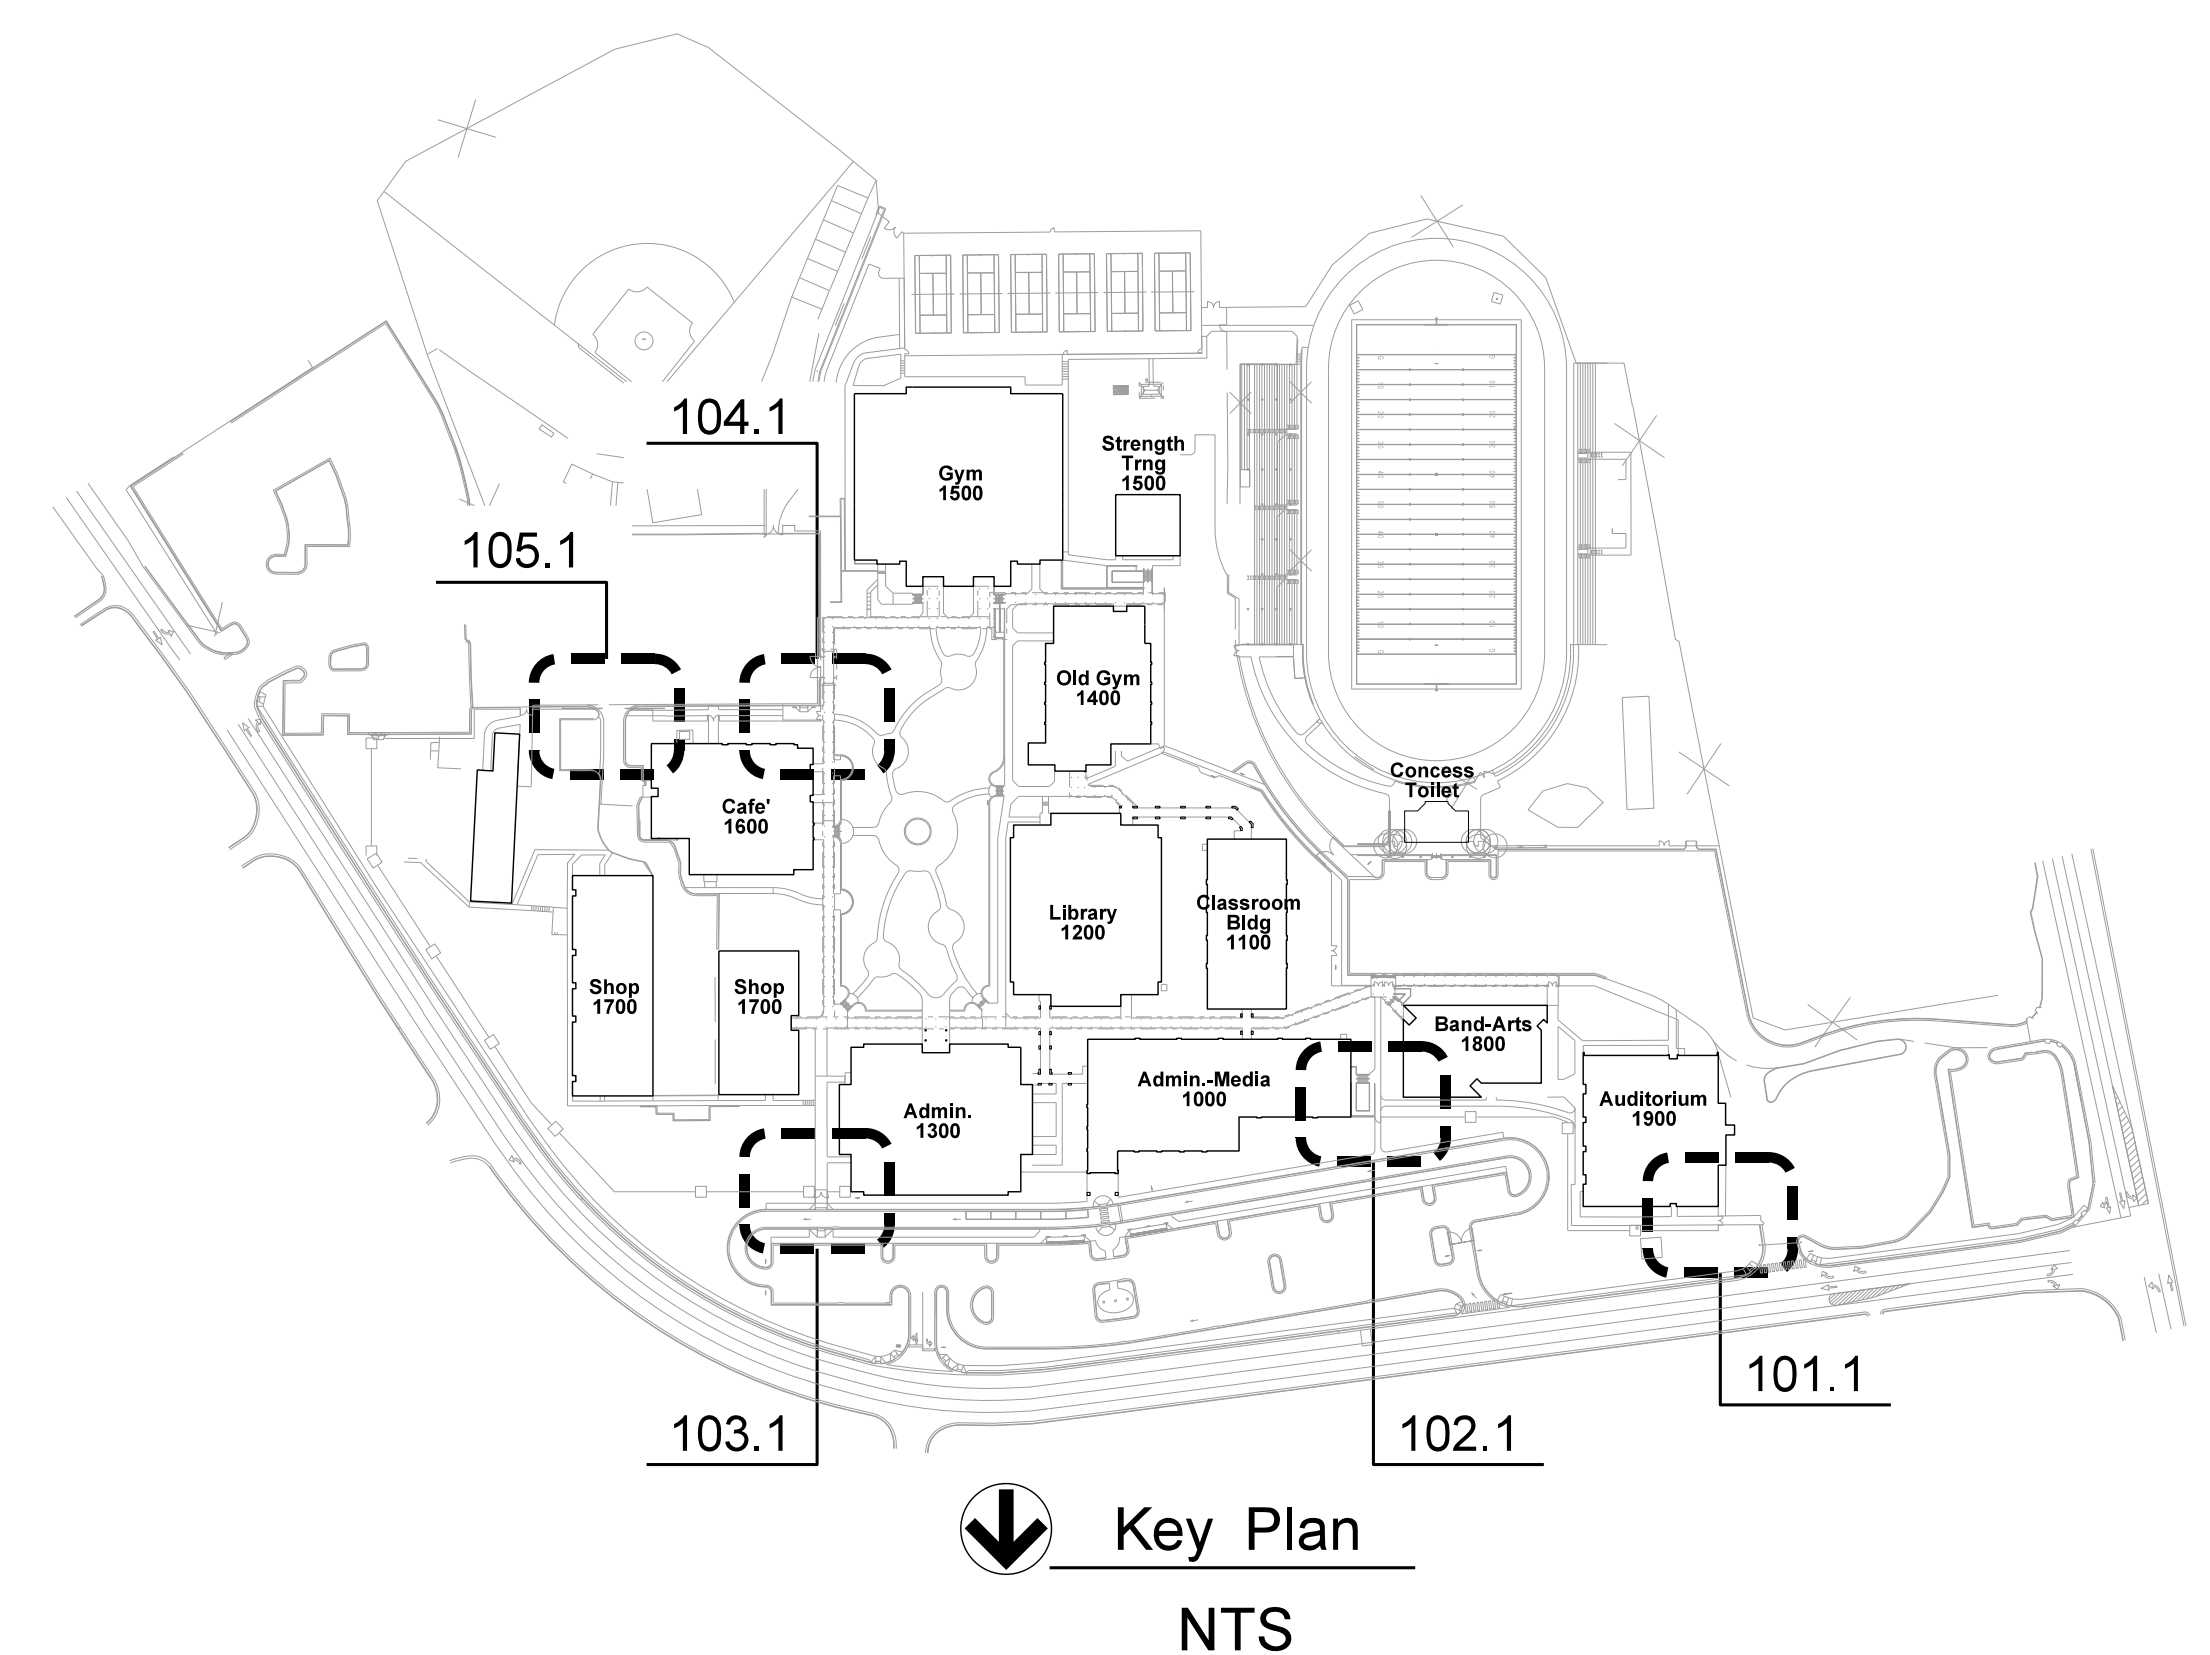 104.1
Strength
Trng
1500
Gym
1500
105.1
Old Gym
1400
Concess
Toilet
Cafe'
1600
Classroom
Bldg
1100
Library
1200
Shop
1700
Shop
1700
Band-Arts
1800
Admin.-Media
1000
Auditorium
1900
Admin.
1300
101.1
103.1
102.1
Key Plan
NTS